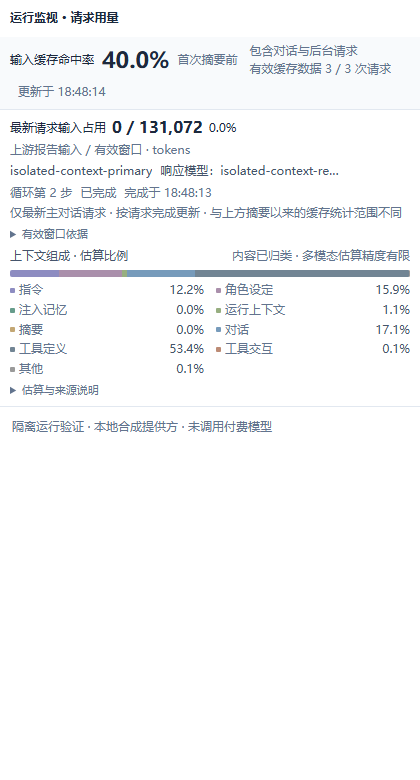 运行监视 · 请求用量
输入缓存命中率 40.0% 首次摘要前 包含对话与后台请求
有效缓存数据 3 / 3 次请求
更新于 18:48:14
最新请求输入占用 0 / 131,072 0.0%
上游报告输入 / 有效窗口 · tokens
isolated-context-primary 响应模型: isolated-context-re...
循环第 2 步 已完成 完成于 18:48:13
仅最新主对话请求 · 按请求完成更新 · 与上方摘要以来的缓存统计范围不同
▶ 有效窗口依据
上下文组成 · 估算比例 内容已归类 · 多模态估算精度有限
指令 12.2% 角色设定 15.9%
注入记忆 0.0% 运行上下文 1.1%
摘要 0.0% 对话 17.1%
工具定义 53.4% 工具交互 0.1%
其他 0.1%
▶ 估算与来源说明
隔离运行验证 · 本地合成提供方 · 未调用付费模型